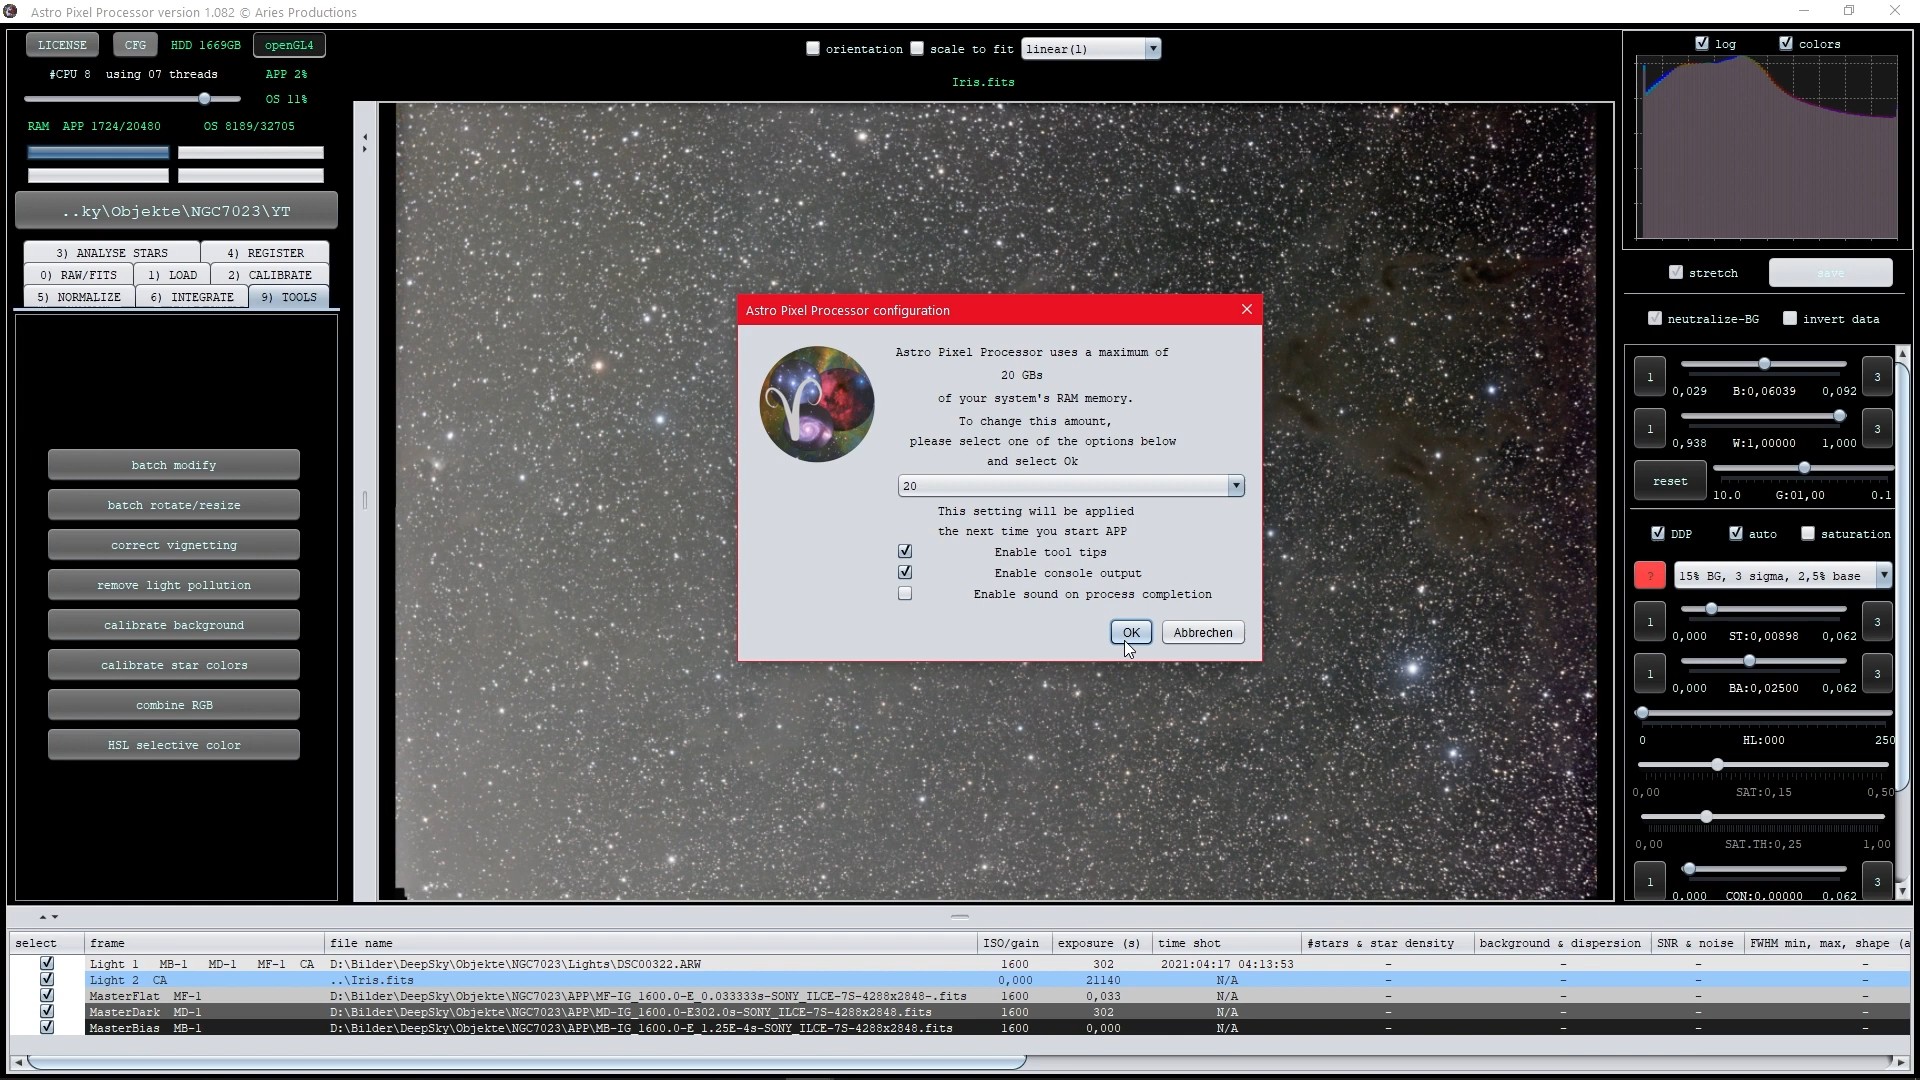 Astro Pixel Processor version 1.082 © Aries Productions
LICENSE CFG HDD 1669GB openGL4
#CPU 8 using 07 threads APP 2%
OS 11%
RAM APP 1724/20480 OS 8189/32705
..ky\Objekte\NGC7023\YT
3) ANALYSE STARS 4) REGISTER
0) RAW/FITS 1) LOAD 2) CALIBRATE
5) NORMALIZE 6) INTEGRATE 9) TOOLS
batch modify
batch rotate/resize
correct vignetting
remove light pollution
calibrate background
calibrate star colors
combine RGB
HSL selective color
orientation scale to fit linear(1)
Iris.fits
Astro Pixel Processor configuration
Astro Pixel Processor uses a maximum of
20 GBs
of your system's RAM memory.
To change this amount,
please select one of the options below
and select Ok
20
This setting will be applied
the next time you start APP
Enable tool tips
Enable console output
Enable sound on process completion
OK Abbrechen
log colors
stretch save
neutralize-BG invert data
1 3
0,029 B:0,06039 0,092
1 3
0,938 W:1,00000 1,000
reset
10.0 G:01,00 0.1
DDP auto saturation
? 15% BG, 3 sigma, 2,5% base
1 3
0,000 ST:0,00898 0,062
1 3
0,000 BA:0,02500 0,062
0 HL:000 250
0,00 SAT:0,15 0,50
0,00 SAT.TH:0,25 1,00
1 3
0,000 CON:0,00000 0,062
select frame file name ISO/gain exposure (s) time shot #stars & star density background & dispersion SNR & noise FWHM min, max, shape (a
Light 1 MB-1 MD-1 MF-1 CA D:\Bilder\DeepSky\Objekte\NGC7023\Lights\DSC00322.ARW 1600 302 2021:04:17 04:13:53 - - - -
Light 2 CA ..\Iris.fits 0,000 21140 N/A - - - -
MasterFlat MF-1 D:\Bilder\DeepSky\Objekte\NGC7023\APP\MF-IG_1600.0-E_0.033333s-SONY_ILCE-7S-4288x2848-.fits 1600 0,033 N/A - - - -
MasterDark MD-1 D:\Bilder\DeepSky\Objekte\NGC7023\APP\MD-IG_1600.0-E302.0s-SONY_ILCE-7S-4288x2848.fits 1600 302 N/A - - - -
MasterBias MB-1 D:\Bilder\DeepSky\Objekte\NGC7023\APP\MB-IG_1600.0-E_1.25E-4s-SONY_ILCE-7S-4288x2848.fits 1600 0,000 N/A - - - -